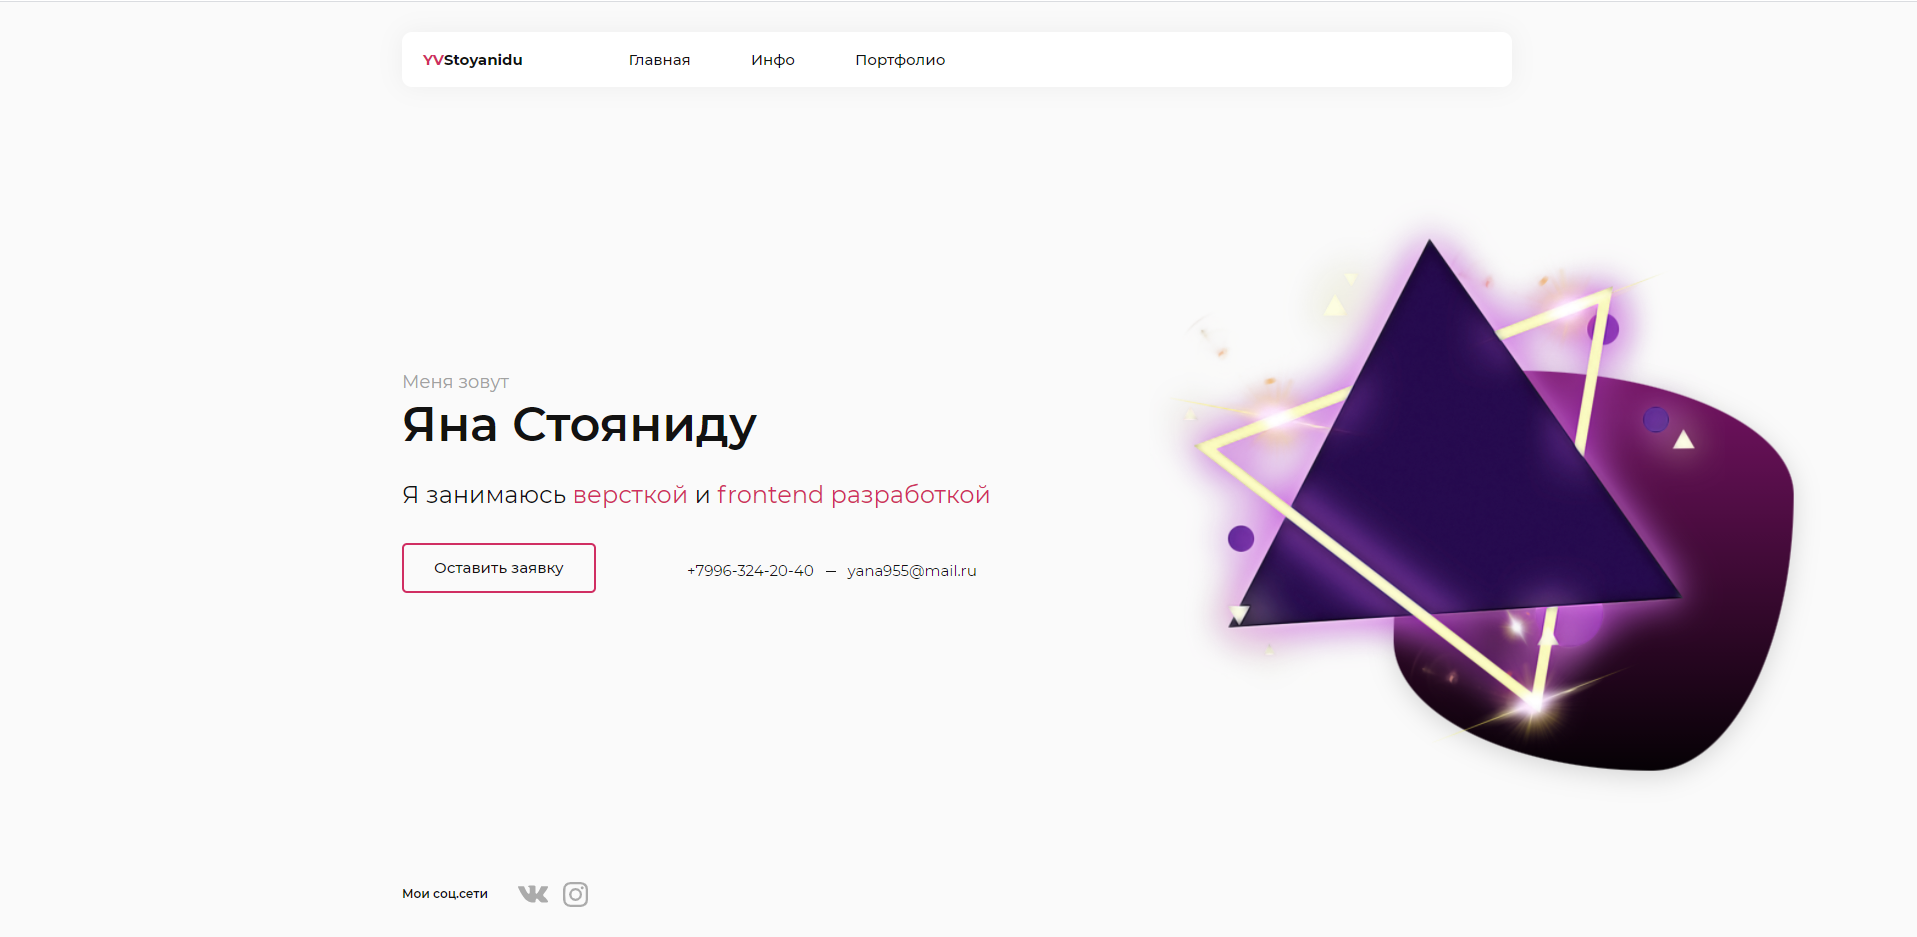 YVStoyanidu Главная Инфо Портфолио
Меня зовут
Яна Стояниду
Я занимаюсь версткой и frontend разработкой
Оставить заявку +7996-324-20-40 — yana955@mail.ru
Мои соц.сети